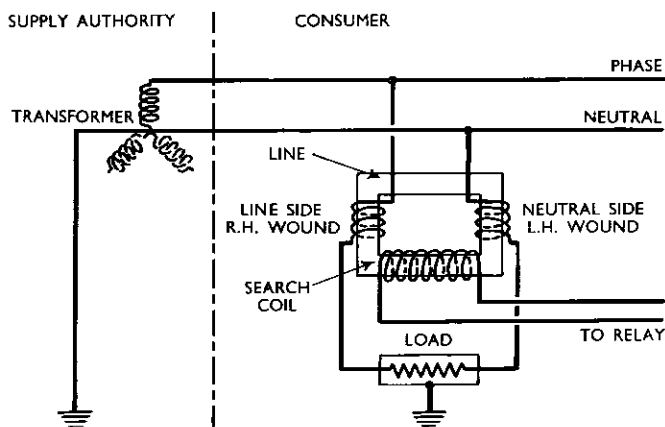 SUPPLY AUTHORITY
CONSUMER
PHASE
TRANSFORMER
NEUTRAL
LINE
LINE SIDE
R.H. WOUND
NEUTRAL SIDE
L.H. WOUND
SEARCH
COIL
TO RELAY
LOAD